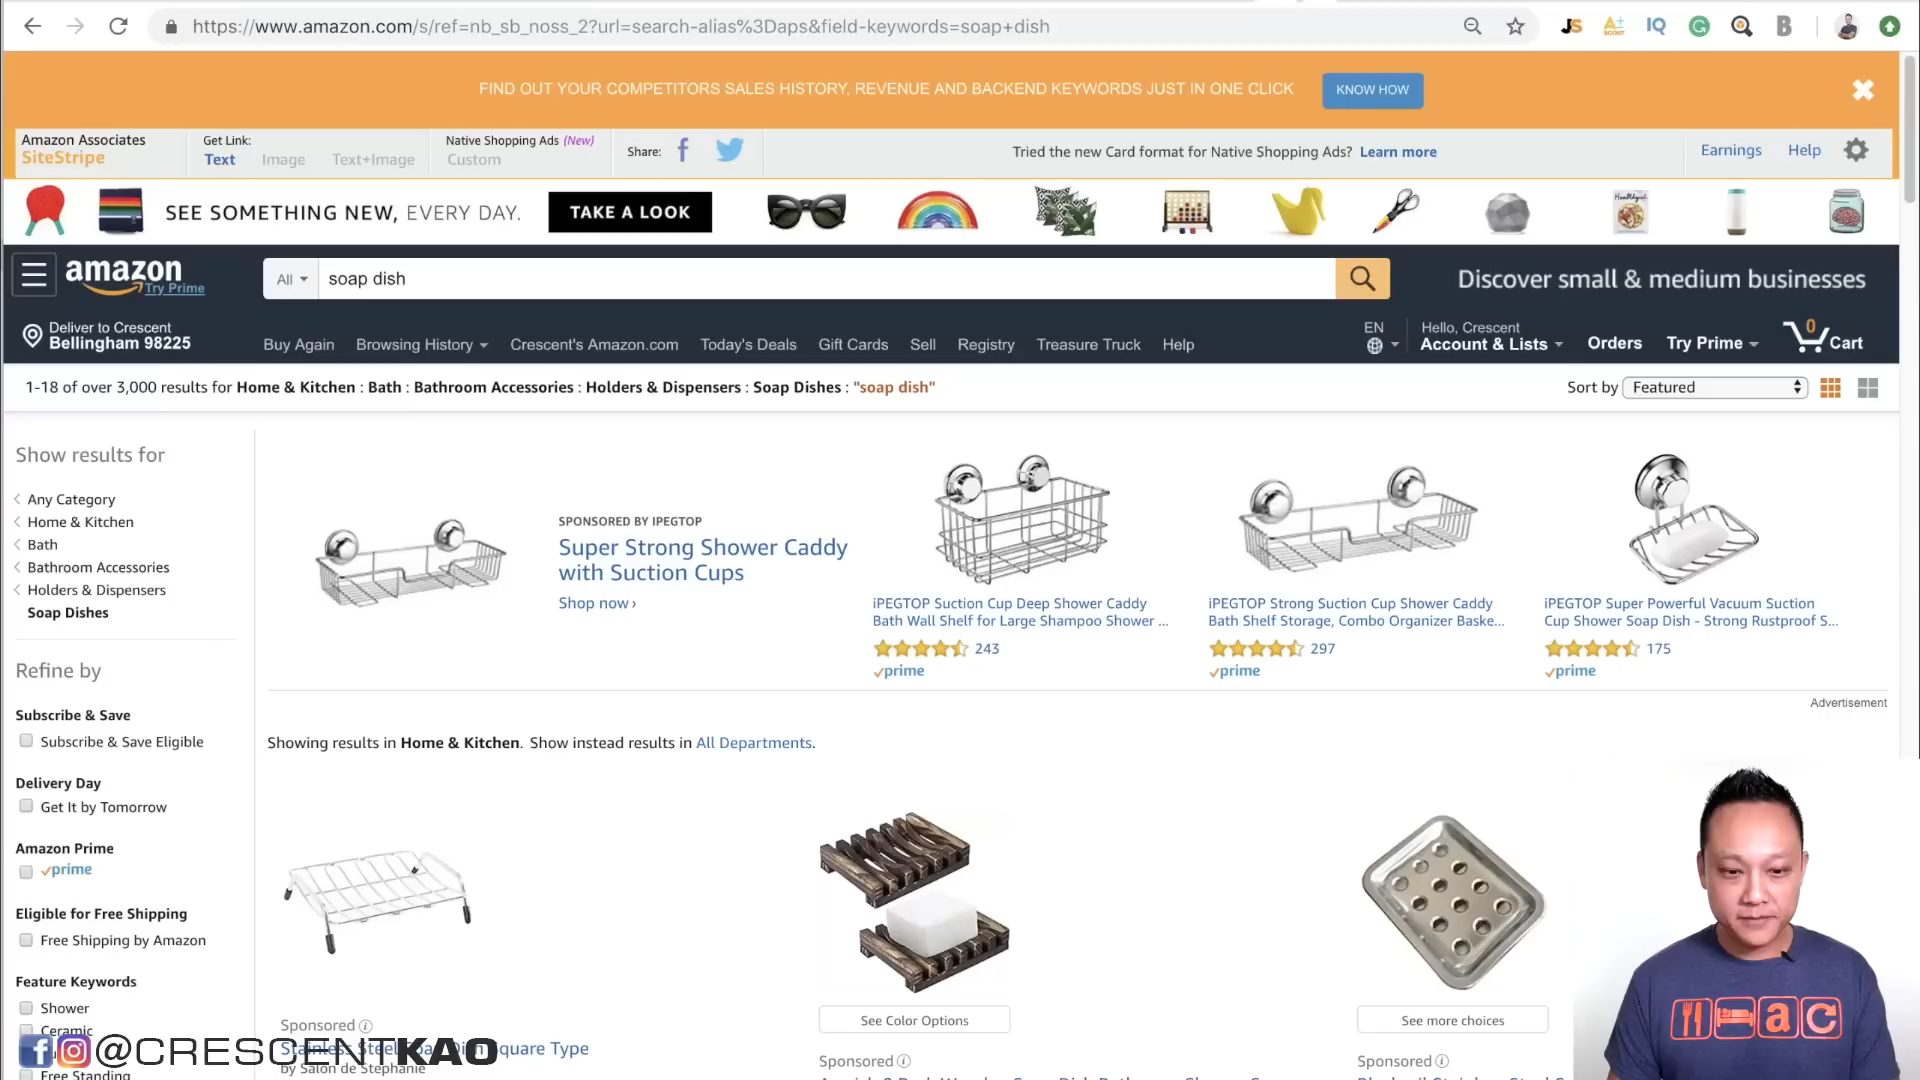 https://www.amazon.com/s/ref=nb_sb_noss_2?url=search-alias%3Daps&field-keywords=soap+dish
JS
A+
SCOUT
IQ
B
FIND OUT YOUR COMPETITORS SALES HISTORY, REVENUE AND BACKEND KEYWORDS JUST IN ONE CLICK
KNOW HOW
Amazon Associates
SiteStripe
Get Link:
Text Image Text+Image
Native Shopping Ads (New)
Custom
Share:
Tried the new Card format for Native Shopping Ads? Learn more
Earnings
Help
SEE SOMETHING NEW, EVERY DAY.
TAKE A LOOK
amazon
Try Prime
All
soap dish
Discover small & medium businesses
Deliver to Crescent
Bellingham 98225
Buy Again
Browsing History
Crescent's Amazon.com
Today's Deals
Gift Cards
Sell
Registry
Treasure Truck
Help
EN
Hello, Crescent
Account & Lists
Orders
Try Prime
0
Cart
1-18 of over 3,000 results for Home & Kitchen : Bath : Bathroom Accessories : Holders & Dispensers : Soap Dishes : "soap dish"
Sort by Featured
Show results for
Any Category
Home & Kitchen
Bath
Bathroom Accessories
Holders & Dispensers
Soap Dishes
Refine by
Subscribe & Save
Subscribe & Save Eligible
Delivery Day
Get It by Tomorrow
Amazon Prime
prime
Eligible for Free Shipping
Free Shipping by Amazon
Feature Keywords
Shower
Ceramic
Free Standing
SPONSORED BY IPEGTOP
Super Strong Shower Caddy
with Suction Cups
Shop now ›
iPEGTOP Suction Cup Deep Shower Caddy
Bath Wall Shelf for Large Shampoo Shower ...
243
prime
iPEGTOP Strong Suction Cup Shower Caddy
Bath Shelf Storage, Combo Organizer Baske...
297
prime
iPEGTOP Super Powerful Vacuum Suction
Cup Shower Soap Dish - Strong Rustproof S...
175
prime
Advertisement
Showing results in Home & Kitchen. Show instead results in All Departments.
Sponsored
Stainless Steel Soap Dish Square Type
by Salon de Stephanie
See Color Options
Sponsored
See more choices
Sponsored
@CRESCENTKAO
a C